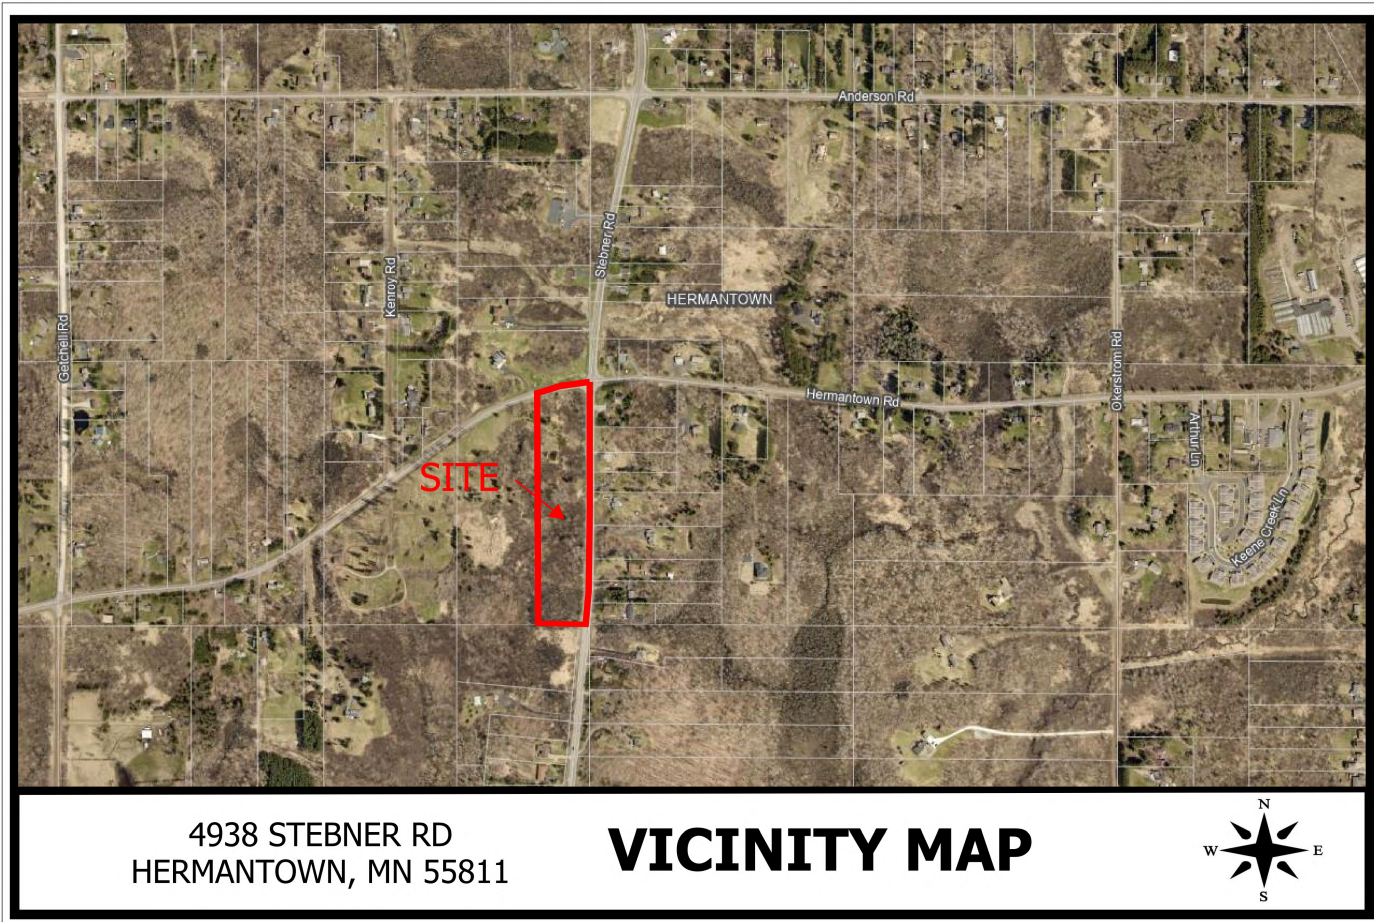 Anderson Rd
Stebner Rd
Kenroy Rd
HERMANTOWN
Getchell Rd
Okerstrom Rd
Hermantown Rd
Arthur Ln
SITE
Keene Creek Ln
4938 STEBNER RD
HERMANTOWN, MN 55811
VICINITY MAP
N
W
E
S